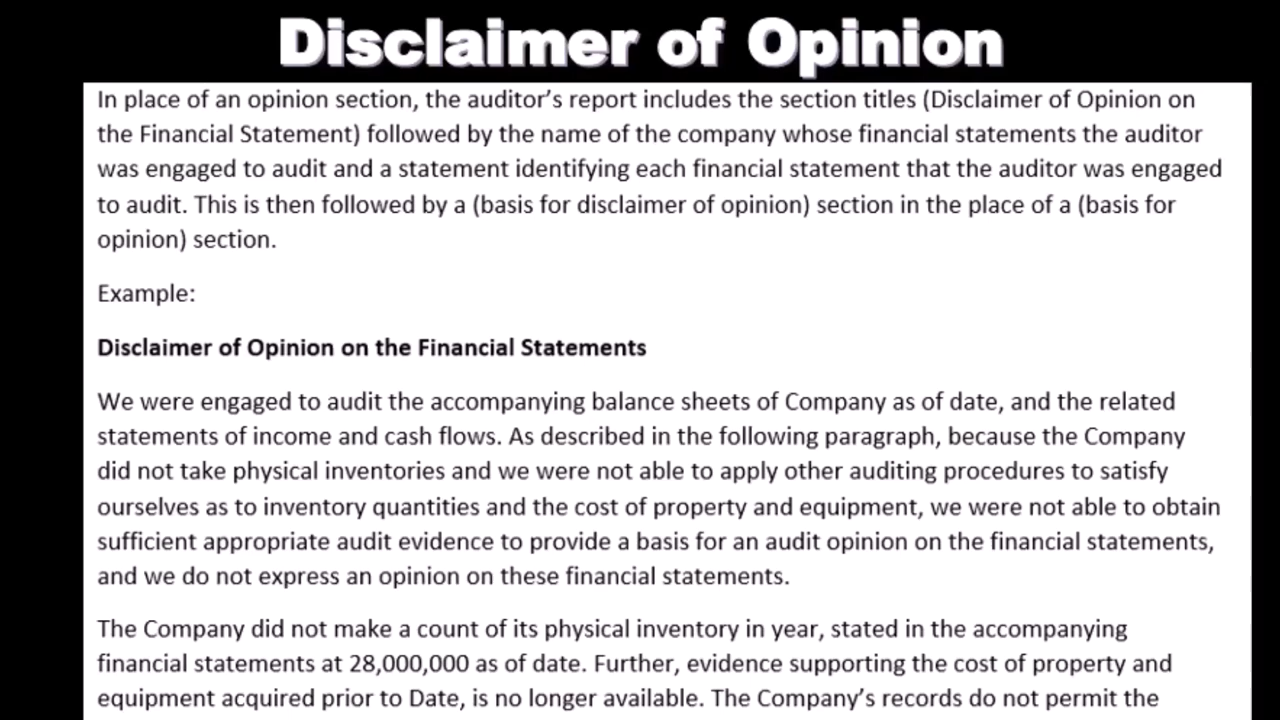 Disclaimer of Opinion
In place of an opinion section, the auditor's report includes the section titles (Disclaimer of Opinion on
the Financial Statement) followed by the name of the company whose financial statements the auditor
was engaged to audit and a statement identifying each financial statement that the auditor was engaged
to audit. This is then followed by a (basis for disclaimer of opinion) section in the place of a (basis for
opinion) section.
Example:
Disclaimer of Opinion on the Financial Statements
We were engaged to audit the accompanying balance sheets of Company as of date, and the related
statements of income and cash flows. As described in the following paragraph, because the Company
did not take physical inventories and we were not able to apply other auditing procedures to satisfy
ourselves as to inventory quantities and the cost of property and equipment, we were not able to obtain
sufficient appropriate audit evidence to provide a basis for an audit opinion on the financial statements,
and we do not express an opinion on these financial statements.
The Company did not make a count of its physical inventory in year, stated in the accompanying
financial statements at 28,000,000 as of date. Further, evidence supporting the cost of property and
equipment acquired prior to Date, is no longer available. The Company's records do not permit the